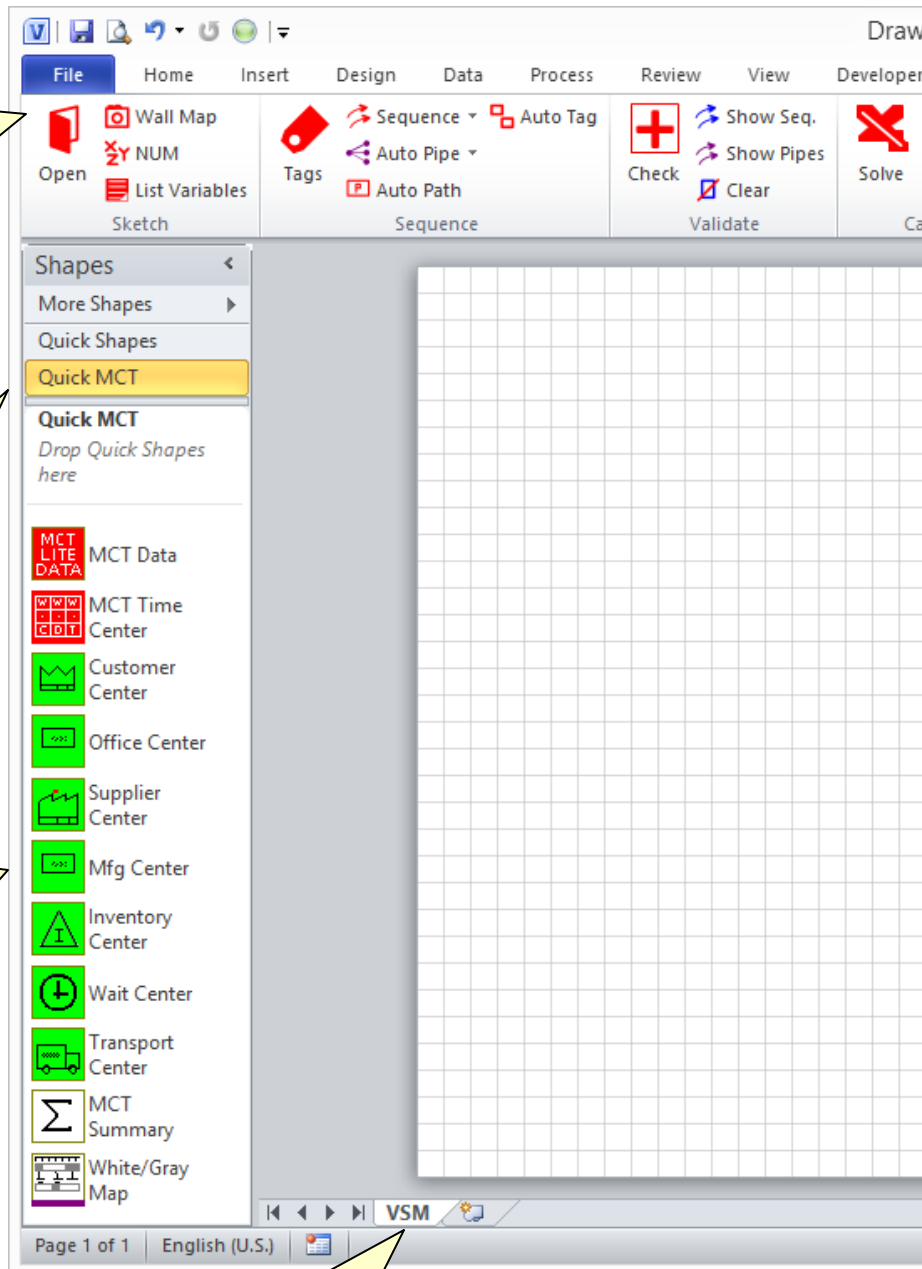 V
Draw
File Home Insert Design Data Process Review View Developer
Open
Wall Map
NUM
List Variables
Sketch
Tags
Sequence
Auto Tag
Auto Pipe
P Auto Path
Sequence
Check
Show Seq.
Show Pipes
Clear
Validate
Solve
Ca
Shapes
More Shapes
Quick Shapes
Quick MCT
Quick MCT
Drop Quick Shapes
here
MCT
LITE
DATA
MCT Data
W W W
C D T
MCT Time
Center
Customer
Center
Office Center
Supplier
Center
Mfg Center
I
Inventory
Center
Wait Center
Transport
Center
Σ
MCT
Summary
White/Gray
Map
VSM
Page 1 of 1 English (U.S.)